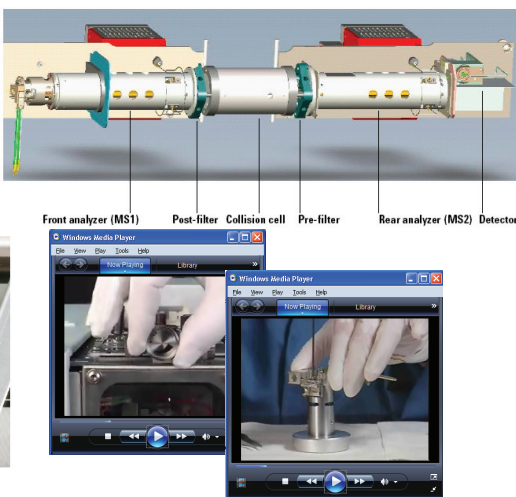 Front analyzer (MS1) Post-filter Collision cell Pre-filter Rear analyzer (MS2) Detector
Windows Media Player
File View Play Tools Help
Now Playing Library »
Windows Media Player
File View Play Tools Help
Now Playing Library »